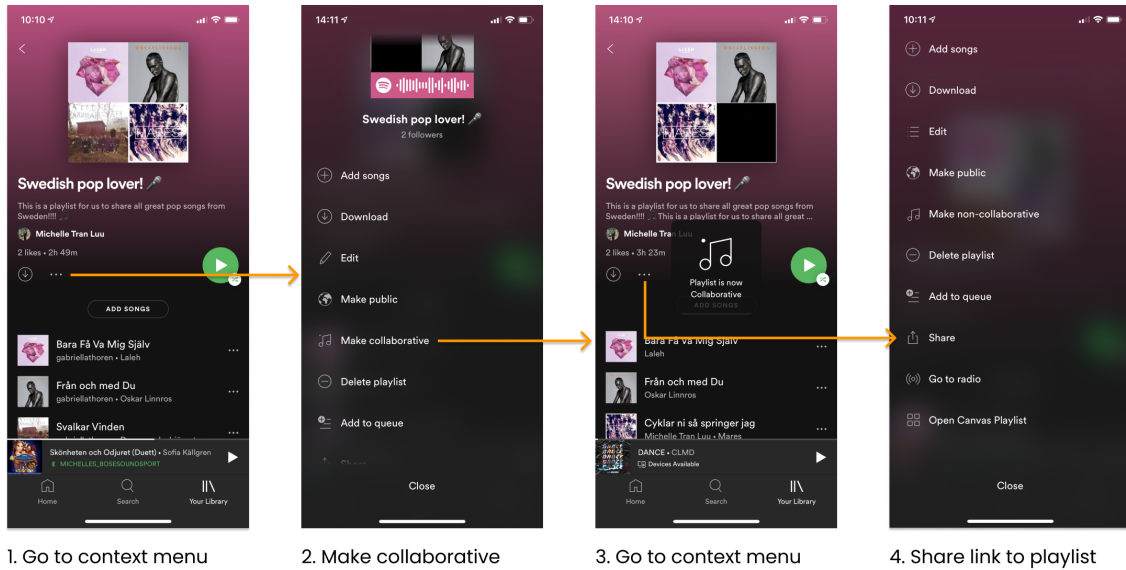 10:10
Swedish pop lover! 🎤
This is a playlist for us to share all great pop songs from
Sweden!!!!
Michelle Tran Luu
2 likes • 2h 49m
ADD SONGS
Bara Få Va Mig Själv
gabriellathoren • Laleh
Från och med Du
gabriellathoren • Oskar Linnros
Svalkar Vinden
Skönheten och Odjuret (Duett) • Sofia Källgren
MICHELLES_BOSESOUNDSPORT
Home
Search
Your Library
1. Go to context menu
14:11
Swedish pop lover! 🎤
2 followers
Add songs
Download
Edit
Make public
Make collaborative
Delete playlist
Add to queue
Share
Close
2. Make collaborative
14:10
Swedish pop lover! 🎤
This is a playlist for us to share all great pop songs from
Sweden!!!! This is a playlist for us to share all great ...
Michelle Tran Luu
2 likes • 3h 23m
Playlist is now
Collaborative
ADD SONGS
Bara Få Va Mig Själv
Laleh
Från och med Du
Oskar Linnros
Cyklar ni så springer jag
Michelle Tran Luu • Mares
DANCE • CLMD
Devices Available
Home
Search
Your Library
3. Go to context menu
10:11
Add songs
Download
Edit
Make public
Make non-collaborative
Delete playlist
Add to queue
Share
Go to radio
Open Canvas Playlist
Close
4. Share link to playlist